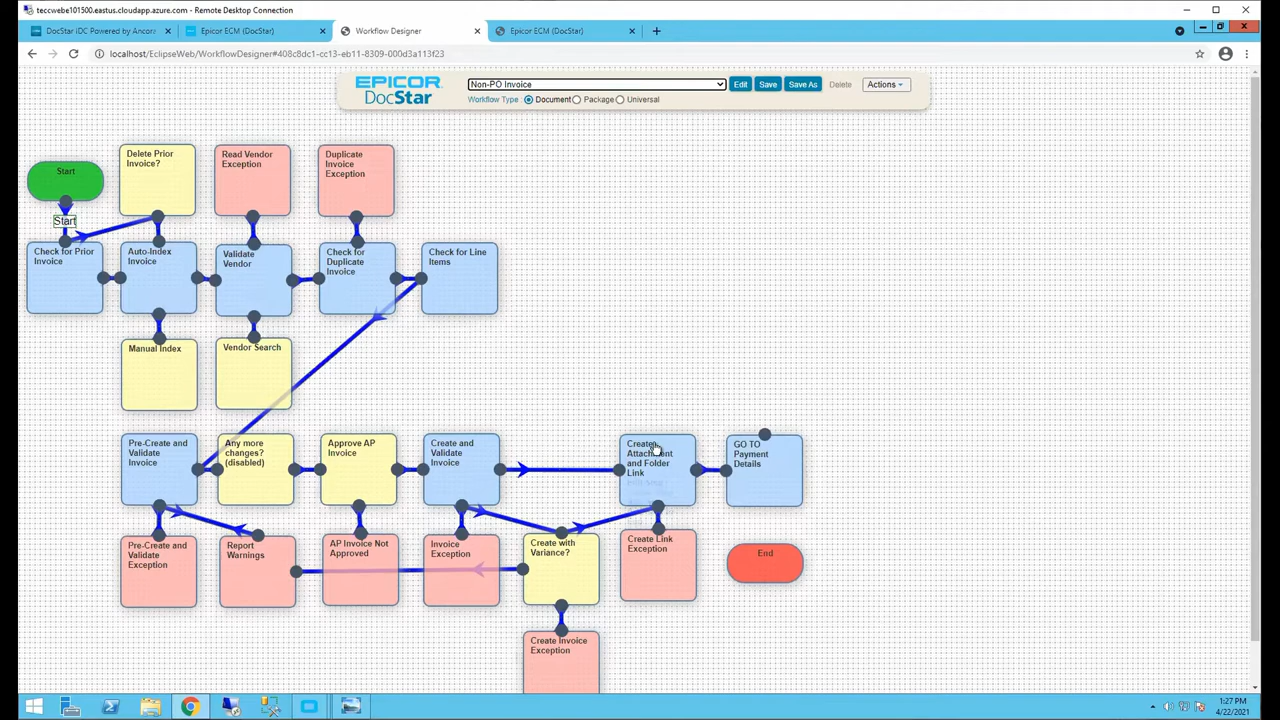 teccwebe101500.eastus.cloudapp.azure.com - Remote Desktop Connection
DocStar iDC Powered by Ancora
Epicor ECM (DocStar)
Workflow Designer
Epicor ECM (DocStar)
localhost/EclipseWeb/WorkflowDesigner#408c8dc1-cc13-eb11-8309-000d3a113f23
EPICOR
DocStar
Non-PO Invoice
Edit
Save
Save As
Delete
Actions
Workflow Type
Document
Package
Universal
Start
Delete Prior
Invoice?
Read Vendor
Exception
Duplicate
Invoice
Exception
Start
Check for Prior
Invoice
Auto-Index
Invoice
Validate
Vendor
Check for
Duplicate
Invoice
Check for Line
Items
Manual Index
Vendor Search
Pre-Create and
Validate
Invoice
Any more
changes?
(disabled)
Approve AP
Invoice
Create and
Validate
Invoice
Create
Attachment
and Folder
Link
GO TO
Payment
Details
Pre-Create and
Validate
Exception
Report
Warnings
AP Invoice Not
Approved
Invoice
Exception
Create with
Variance?
Create Link
Exception
End
Create Invoice
Exception
1:27 PM
4/22/2021